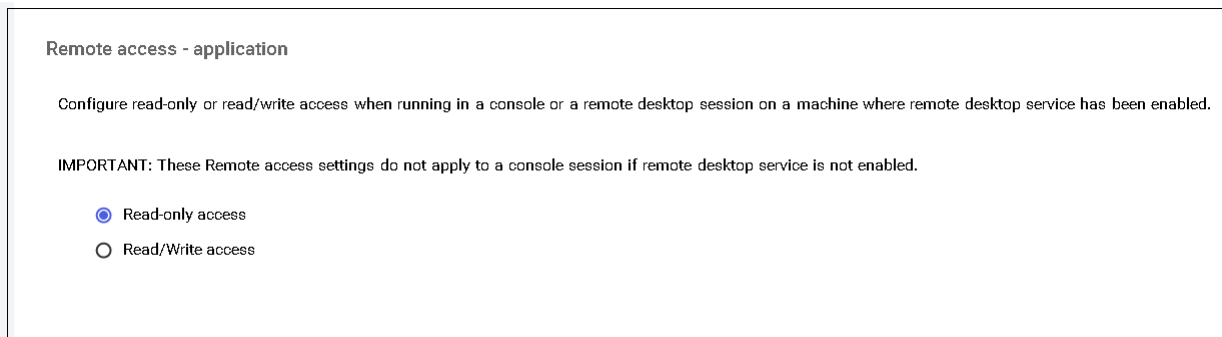 Remote access - application
Configure read-only or read/write access when running in a console or a remote desktop session on a machine where remote desktop service has been enabled.
IMPORTANT: These Remote access settings do not apply to a console session if remote desktop service is not enabled.
Read-only access
Read/Write access